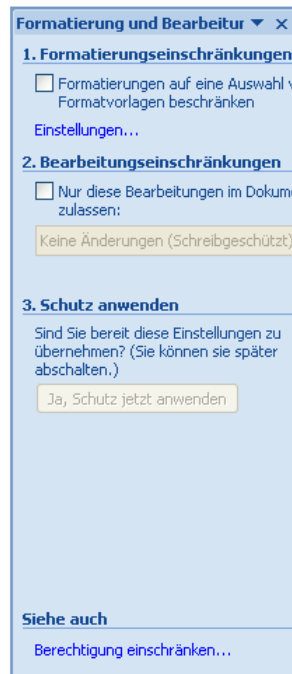 Formatierung und Bearbeitur
1. Formatierungseinschränkungen
Formatierungen auf eine Auswahl
Formatvorlagen beschränken
Einstellungen...
2. Bearbeitungseinschränkungen
Nur diese Bearbeitungen im Dokum
zulassen:
Keine Änderungen (Schreibgeschützt)
3. Schutz anwenden
Sind Sie bereit diese Einstellungen zu
übernehmen? (Sie können sie später
abschalten.)
Ja, Schutz jetzt anwenden
Siehe auch
Berechtigung einschränken...